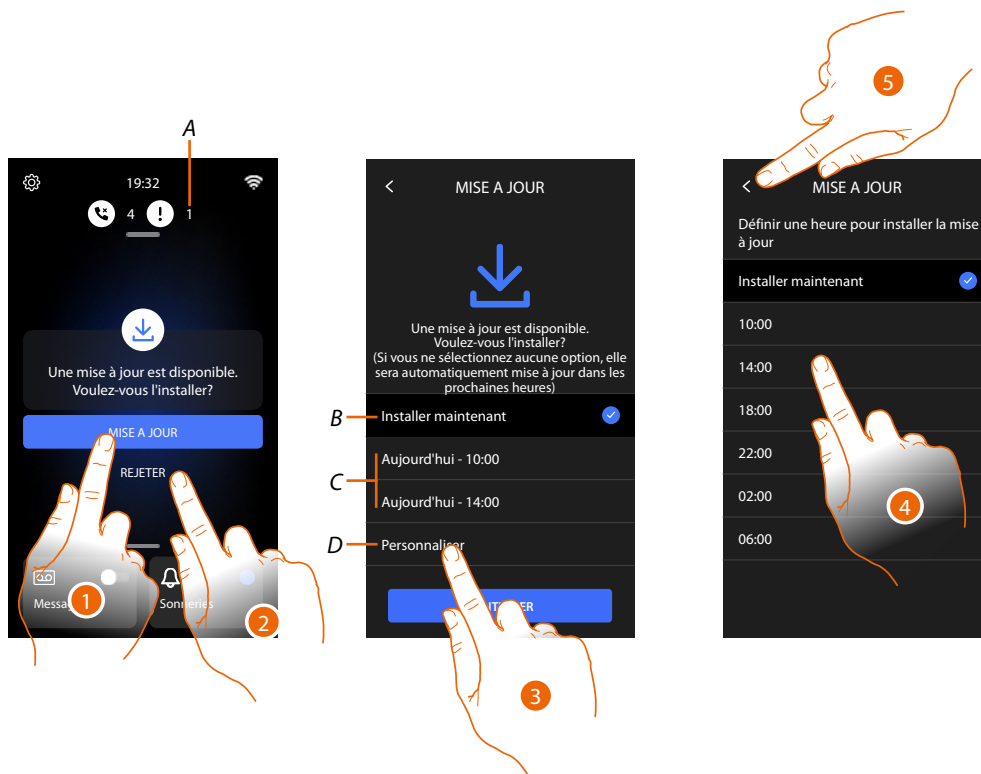 A
19:32
4 ! 1
Une mise à jour est disponible.
Voulez-vous l'installer?
MISE A JOUR
REJETER
Sonneries
1
2
MISE A JOUR
Une mise à jour est disponible.
Voulez-vous l'installer?
(Si vous ne sélectionnez aucune option, elle
sera automatiquement mise à jour dans les
prochaines heures)
B
Installer maintenant
C
Aujourd'hui - 10:00
Aujourd'hui - 14:00
D
Personnaliser
3
5
MISE A JOUR
Définir une heure pour installer la mise
à jour
Installer maintenant
10:00
14:00
18:00
22:00
02:00
06:00
4